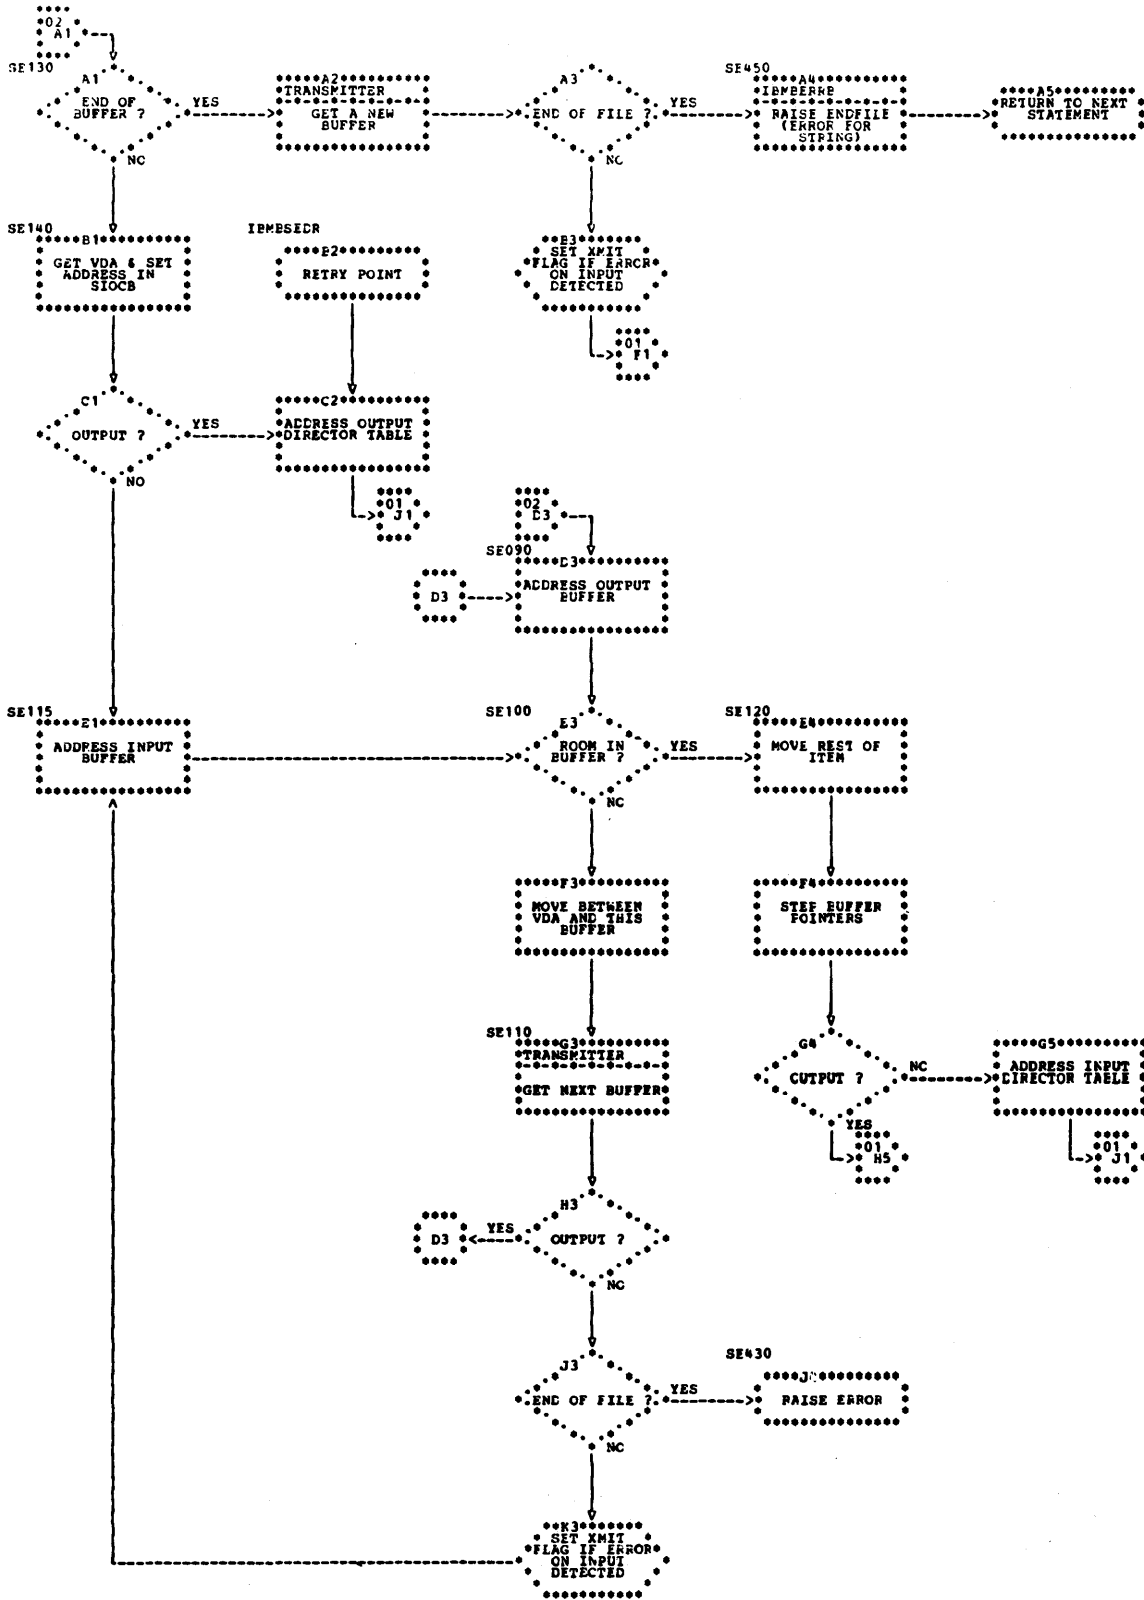 02
A1
SE130
A1
END OF
BUFFER ?
YES
NO
A2
TRANSMITTER
GET A NEW
BUFFER
A3
END OF FILE ?
YES
NO
SE450
A4
IBMBERRB
RAISE ENDFILE
(ERROR FOR
STRING)
A5
RETURN TO NEXT
STATEMENT
SE140
B1
GET VDA & SET
ADDRESS IN
SIOCB
IBMBSEDR
B2
RETRY POINT
B3
SET XMIT
FLAG IF ERROR
ON INPUT
DETECTED
01
F1
C1
OUTPUT ?
YES
NO
C2
ADDRESS OUTPUT
DIRECTOR TABLE
01
J1
02
D3
SE090
D3
D3
ADDRESS OUTPUT
BUFFER
SE115
E1
ADDRESS INPUT
BUFFER
SE100
E3
ROOM IN
BUFFER ?
YES
NO
SE120
E4
MOVE REST OF
ITEM
F3
MOVE BETWEEN
VDA AND THIS
BUFFER
F4
STEP BUFFER
POINTERS
SE110
G3
TRANSMITTER
GET NEXT BUFFER
G4
OUTPUT ?
NO
YES
01
H5
G5
ADDRESS INPUT
DIRECTOR TABLE
01
J1
H3
OUTPUT ?
YES
D3
NO
J3
END OF FILE ?
YES
NO
SE430
RAISE ERROR
K3
SET XMIT
FLAG IF ERROR
ON INPUT
DETECTED